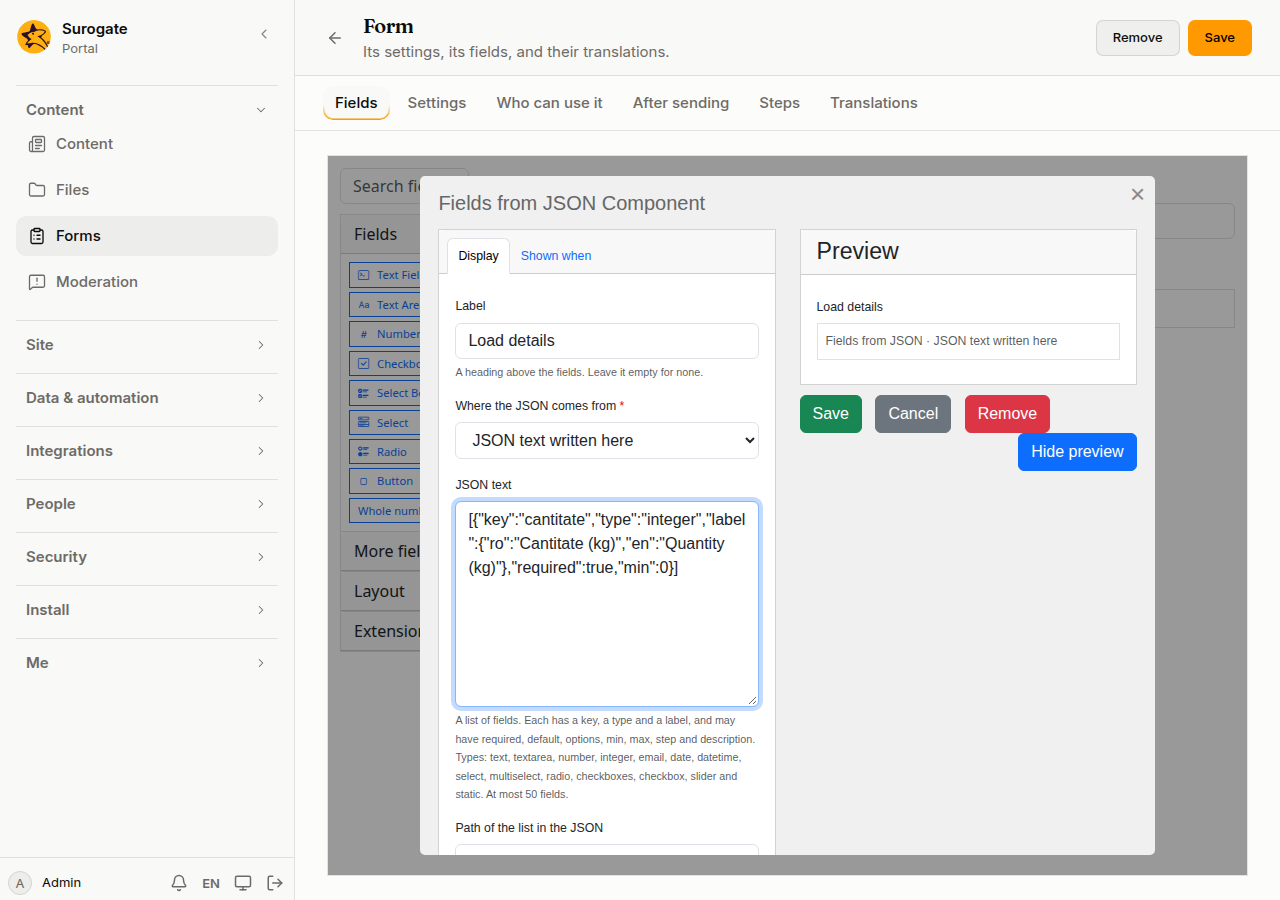 Surogate
Portal
Content
Content
Files
Forms
Moderation
Site
Data & automation
Integrations
People
Security
Install
Me
A
Admin
EN
Form
Its settings, its fields, and their translations.
Remove
Save
Fields
Settings
Who can use it
After sending
Steps
Translations
Search
Fields
Text
Aa Text
# Number
Select
Select
Radio
Button
Whole
More
Layout
Fields from JSON Component
×
Display
Shown when
Label
Load details
A heading above the fields. Leave it empty for none.
Where the JSON comes from *
JSON text written here
JSON text
[{"key":"cantitate","type":"integer","label
":{"ro":"Cantitate (kg)","en":"Quantity
(kg)"},"required":true,"min":0}]
A list of fields. Each has a key, a type and a label, and may
have required, default, options, min, max, step and description.
Types: text, textarea, number, integer, email, date, datetime,
select, multiselect, radio, checkboxes, checkbox, slider and
static. At most 50 fields.
Path of the list in the JSON
Preview
Load details
Fields from JSON · JSON text written here
Save
Cancel
Remove
Hide preview